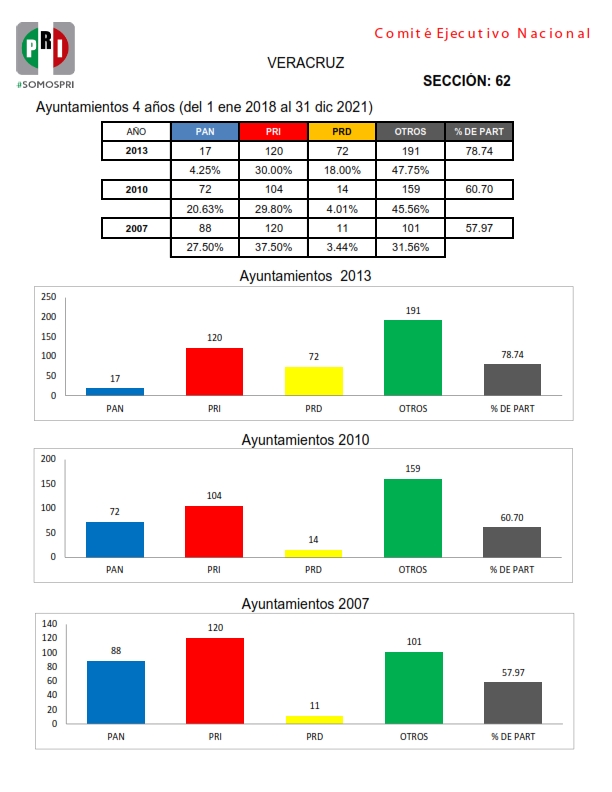 PRI
#SOMOSPRI
Comité Ejecutivo Nacional
VERACRUZ
SECCIÓN: 62
Ayuntamientos 4 años (del 1 ene 2018 al 31 dic 2021)
AÑO PAN PRI PRD OTROS % DE PART
2013 17 120 72 191 78.74
4.25% 30.00% 18.00% 47.75%
2010 72 104 14 159 60.70
20.63% 29.80% 4.01% 45.56%
2007 88 120 11 101 57.97
27.50% 37.50% 3.44% 31.56%
Ayuntamientos 2013
250
200
150
100
50
0
17 120 72 191 78.74
PAN PRI PRD OTROS % DE PART
Ayuntamientos 2010
200
150
100
50
0
72 104 14 159 60.70
PAN PRI PRD OTROS % DE PART
Ayuntamientos 2007
140
120
100
80
60
40
20
0
88 120 11 101 57.97
PAN PRI PRD OTROS % DE PART